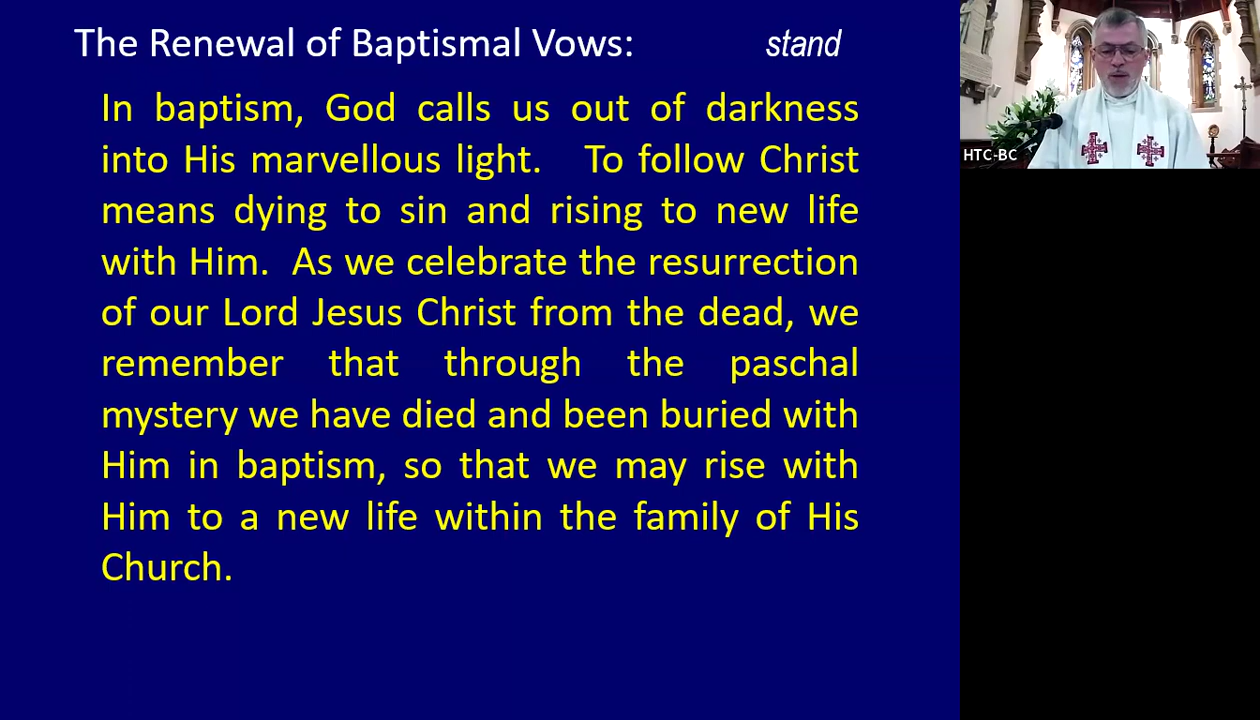 The Renewal of Baptismal Vows: stand
In baptism, God calls us out of darkness
into His marvellous light. To follow Christ
means dying to sin and rising to new life
with Him. As we celebrate the resurrection
of our Lord Jesus Christ from the dead, we
remember that through the paschal
mystery we have died and been buried with
Him in baptism, so that we may rise with
Him to a new life within the family of His
Church.
HTC-BC